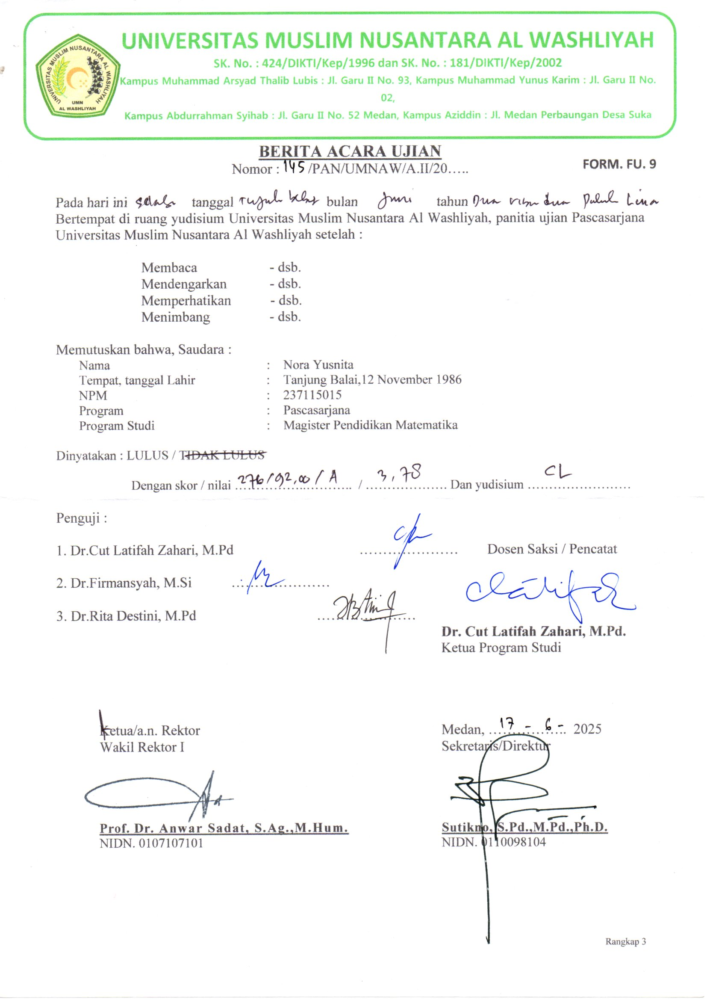 UNIVERSITAS MUSLIM NUSANTARA AL WASHLIYAH
SK. No. : 424/DIKTI/Kep/1996 dan SK. No. : 181/DIKTI/Kep/2002
Kampus Muhammad Arsyad Thalib Lubis : Jl. Garu II No. 93, Kampus Muhammad Yunus Karim : Jl. Garu II No.
02,
Kampus Abdurrahman Syihab : Jl. Garu II No. 52 Medan, Kampus Aziddin : Jl. Medan Perbaungan Desa Suka
UNIVERSITAS MUSLIM NUSANTARA AL WASHLIYAH
UMN
AL WASHLIYAH
BERITA ACARA UJIAN
Nomor : 145 /PAN/UMNAW/A.II/20.....
FORM. FU. 9
Pada hari ini selasa tanggal Tujuh belas bulan Juni tahun Dua ribu dua puluh Lima
Bertempat di ruang yudisium Universitas Muslim Nusantara Al Washliyah, panitia ujian Pascasarjana
Universitas Muslim Nusantara Al Washliyah setelah :
Membaca - dsb.
Mendengarkan - dsb.
Memperhatikan - dsb.
Menimbang - dsb.
Memutuskan bahwa, Saudara :
Nama : Nora Yusnita
Tempat, tanggal Lahir : Tanjung Balai,12 November 1986
NPM : 237115015
Program : Pascasarjana
Program Studi : Magister Pendidikan Matematika
Dinyatakan : LULUS / TIDAK LULUS
Dengan skor / nilai 276/92,00/A / 3,78 Dan yudisium CL
Penguji :
1. Dr.Cut Latifah Zahari, M.Pd
Dosen Saksi / Pencatat
2. Dr.Firmansyah, M.Si
3. Dr.Rita Destini, M.Pd
Dr. Cut Latifah Zahari, M.Pd.
Ketua Program Studi
Ketua/a.n. Rektor
Wakil Rektor I
Medan, 17 - 6 - 2025
Sekretaris/Direktur
Prof. Dr. Anwar Sadat, S.Ag.,M.Hum.
NIDN. 0107107101
Sutikno, S.Pd.,M.Pd.,Ph.D.
NIDN. 0110098104
Rangkap 3